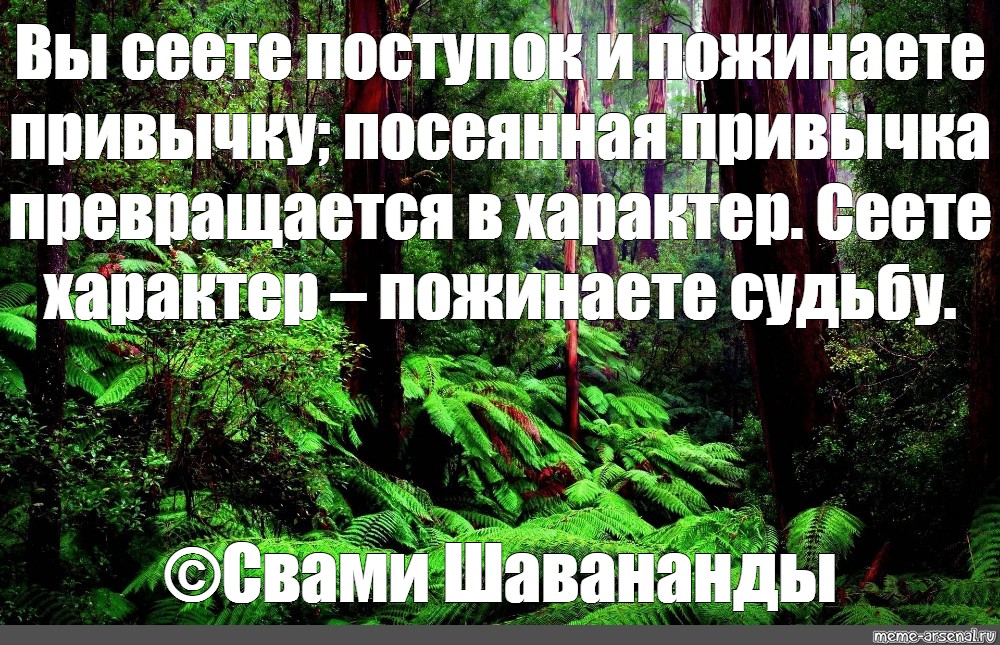 Вы сеете поступок и пожинаете
привычку; посеянная привычка
превращается в характер. Сеете
характер – пожинаете судьбу.
©Свами Шавананды
meme-arsenal.ru